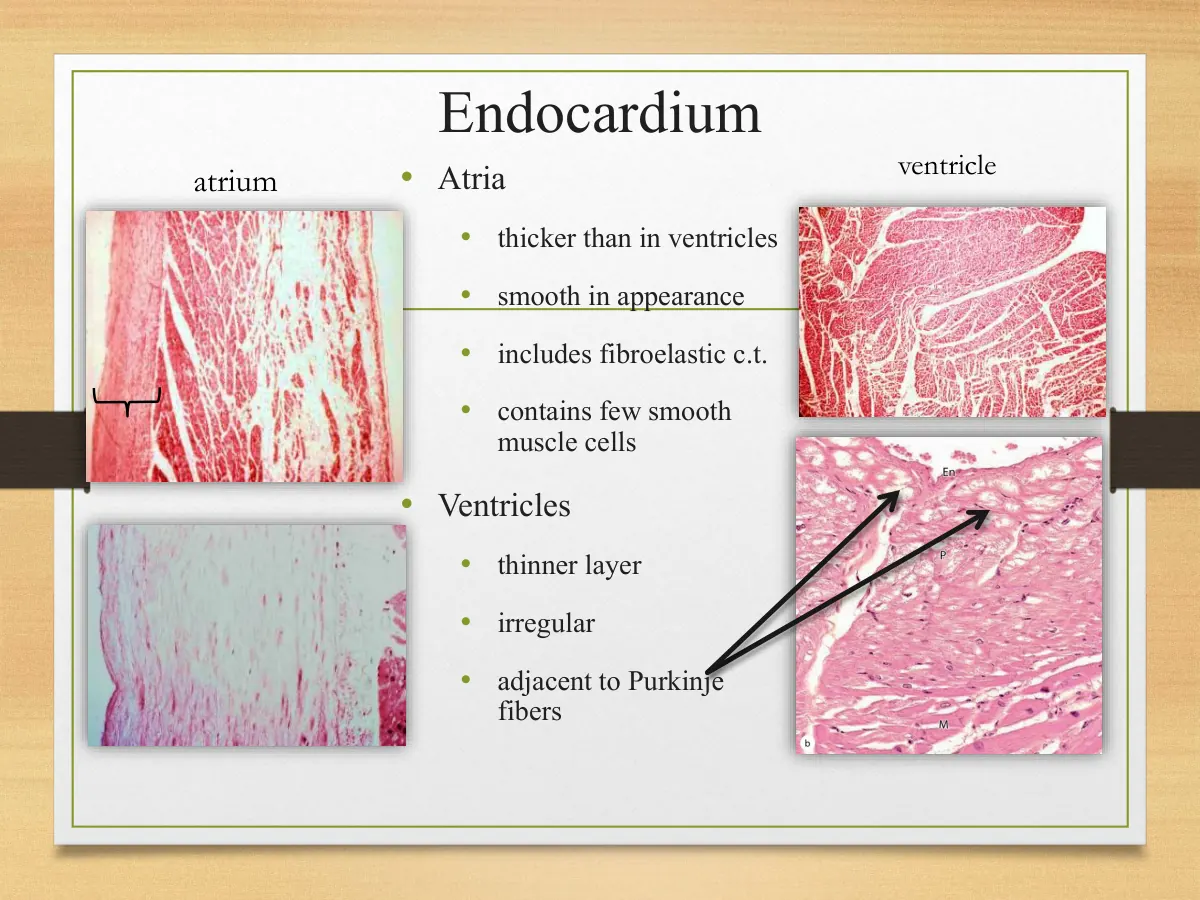 Endocardium
atrium
• Atria
• thicker than in ventricles
• smooth in appearance
• includes fibroelastic c.t.
• contains few smooth
muscle cells
• Ventricles
• thinner layer
• irregular
• adjacent to Purkinje
fibers
ventricle
En
P
M
b